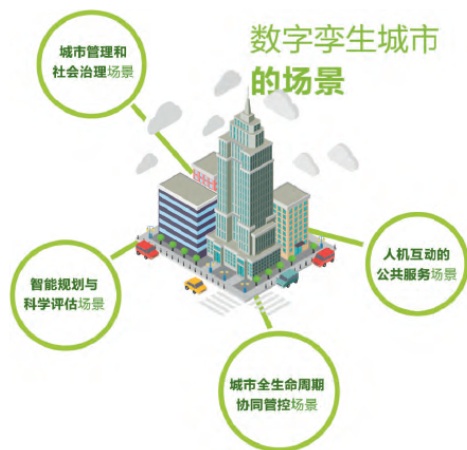 数字孪生城市
的场景
城市管理和
社会治理场景
人机互动的
公共服务场景
智能规划与
科学评估场景
城市全生命周期
协同管控场景